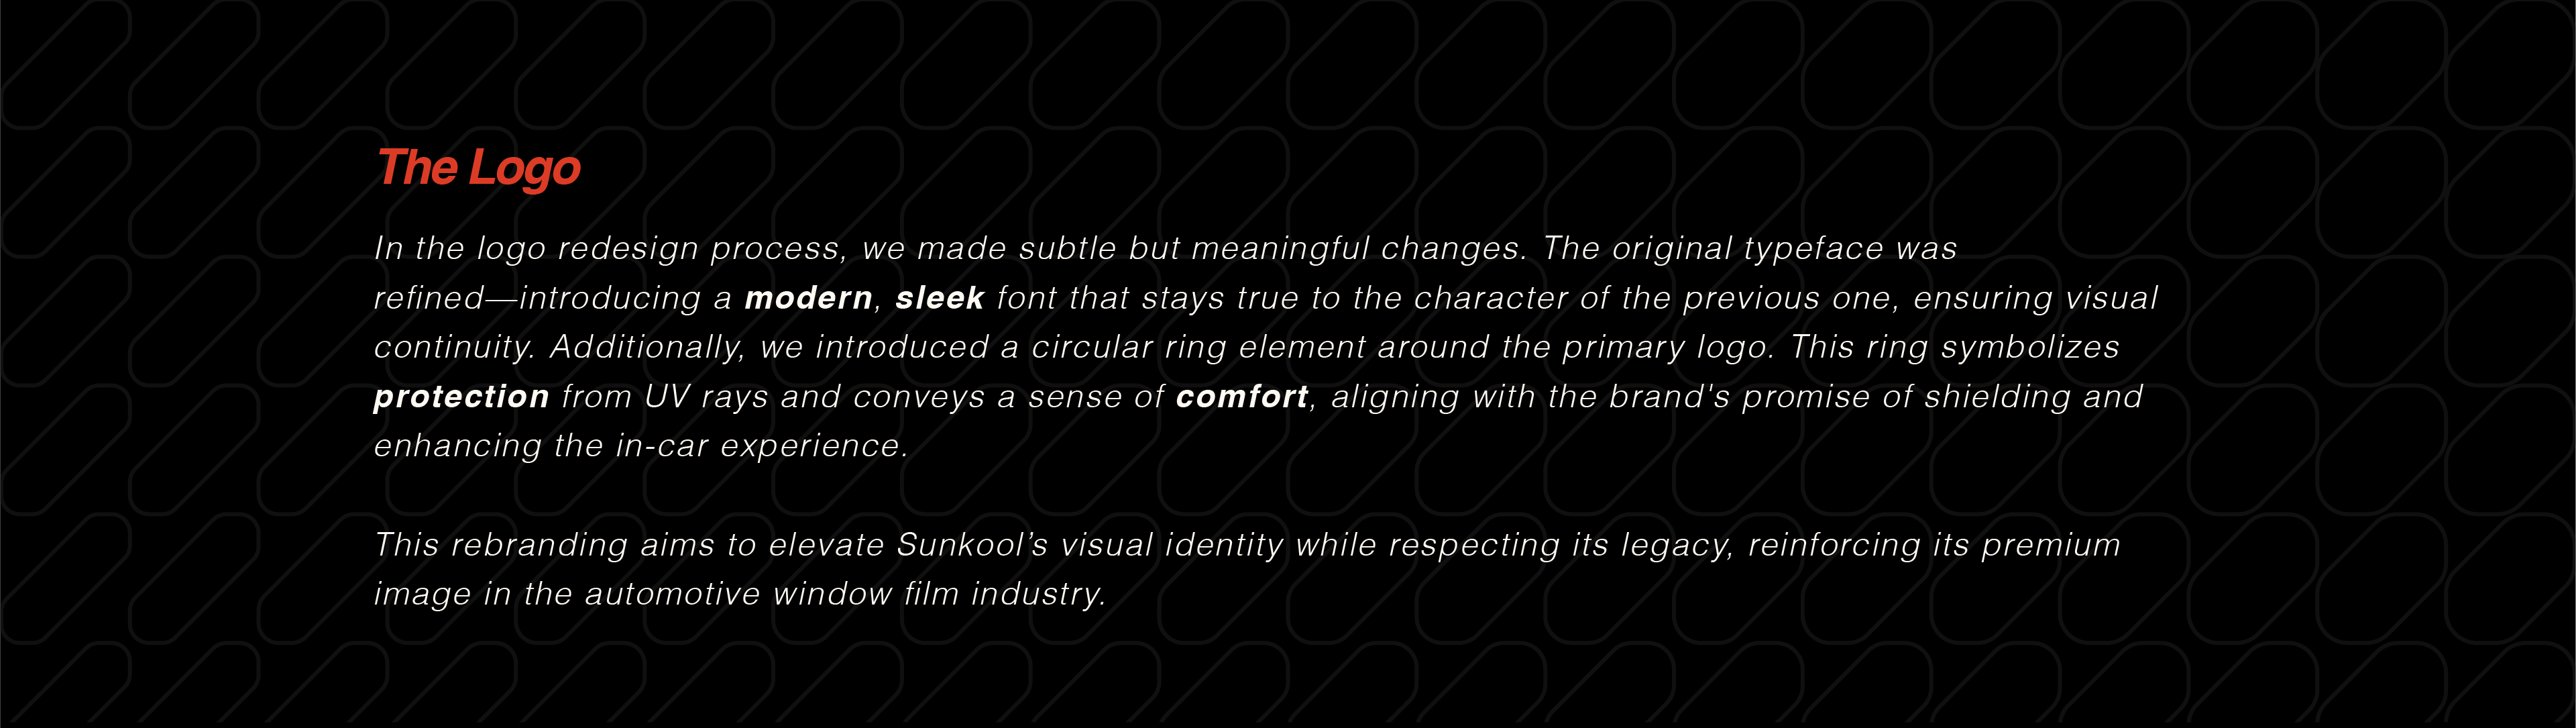 The Logo
In the logo redesign process, we made subtle but meaningful changes. The original typeface was
refined—introducing a modern, sleek font that stays true to the character of the previous one, ensuring visual
continuity. Additionally, we introduced a circular ring element around the primary logo. This ring symbolizes
protection from UV rays and conveys a sense of comfort, aligning with the brand's promise of shielding and
enhancing the in-car experience.
This rebranding aims to elevate Sunkool’s visual identity while respecting its legacy, reinforcing its premium
image in the automotive window film industry.